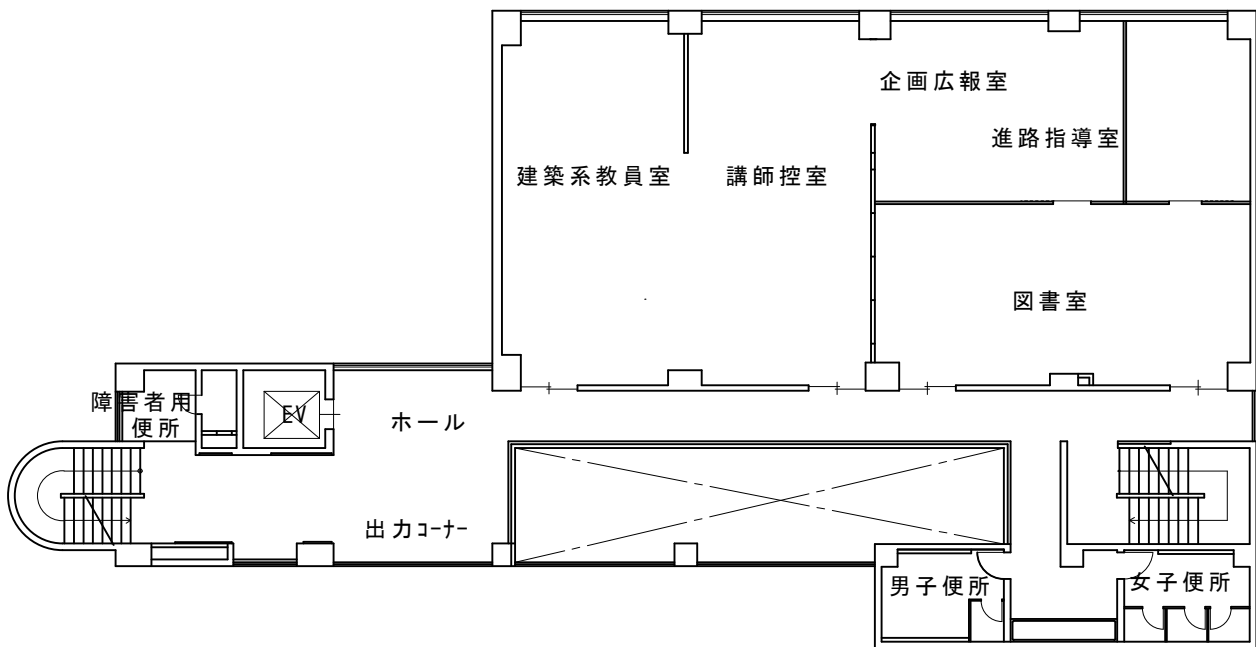 企画広報室
進路指導室
建築系教員室
講師控室
図書室
障害者用
便所
EV
ホール
出力コーナー
男子便所
女子便所